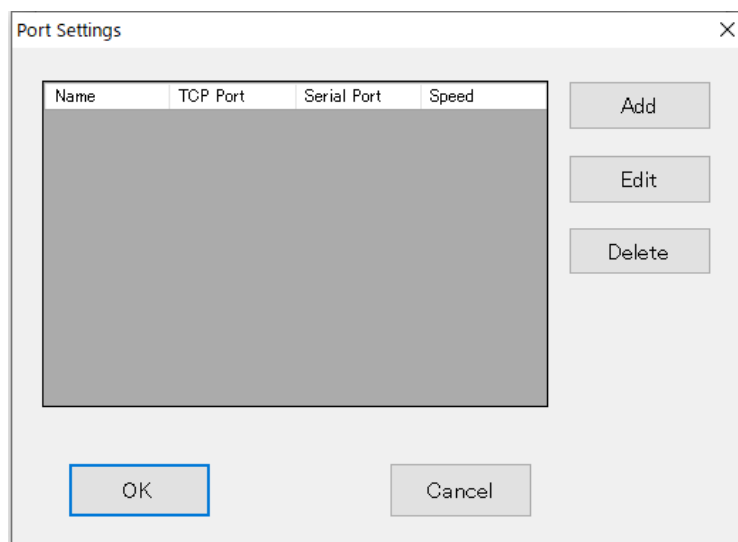 Port Settings
Name TCP Port Serial Port Speed
Add
Edit
Delete
OK Cancel